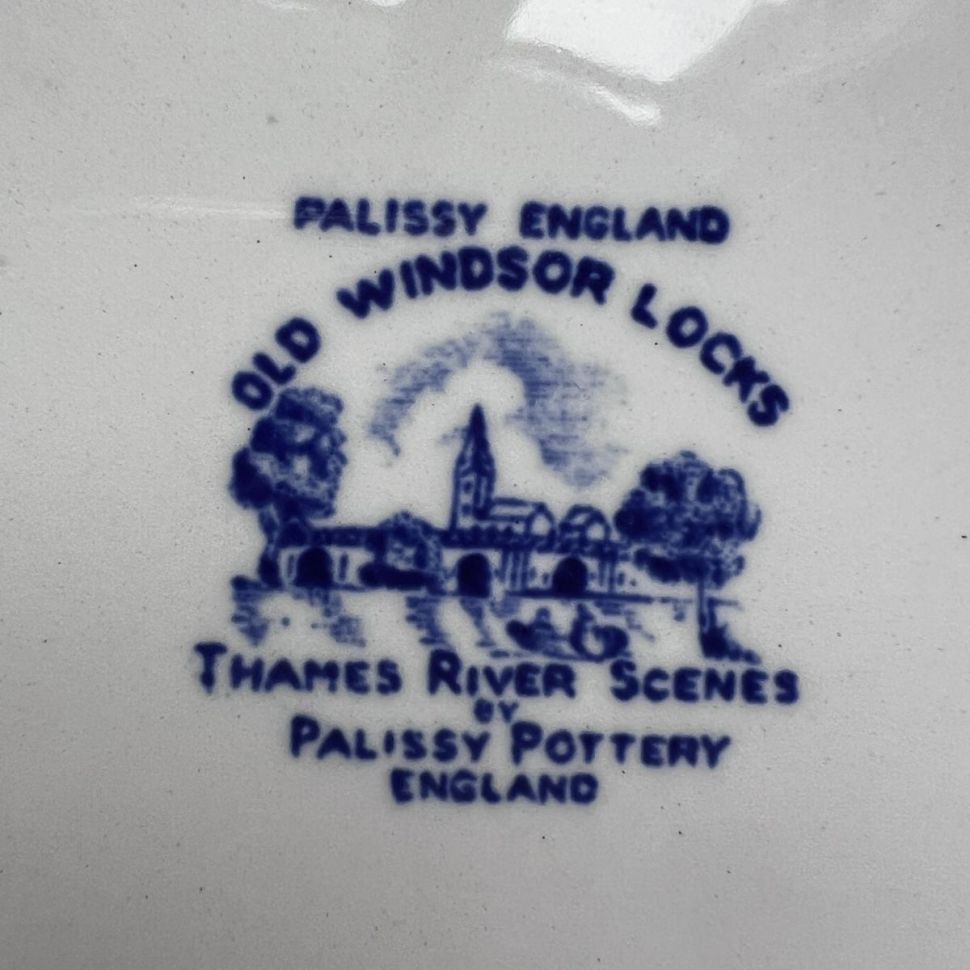 PALISSY ENGLAND
OLD WINDSOR LOCKS
THAMES RIVER SCENES
BY
PALISSY POTTERY
ENGLAND